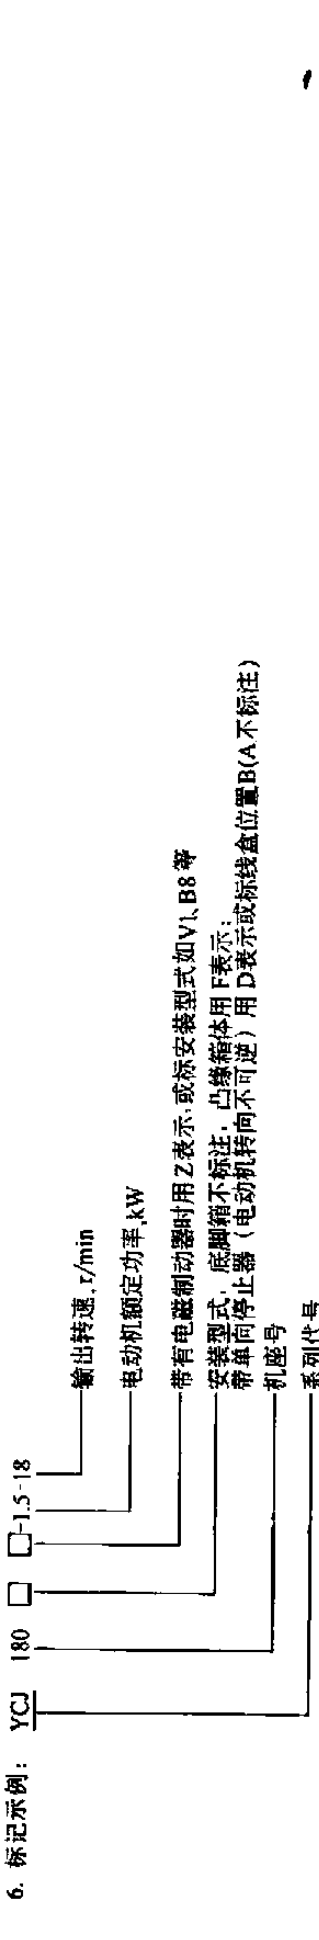 6. 标记示例： YCJ 180 □ □-1.5-18
输出转速, r/min
电动机额定功率, kW
带有电磁制动器时用Z表示, 或标安装型式如V1、B8等
安装型式, 底脚箱不标注, 凸缘箱体用F表示;
带单向停止器（电动机转向不可逆）用D表示或标线盒位置B(A不标注)
机座号
系列代号